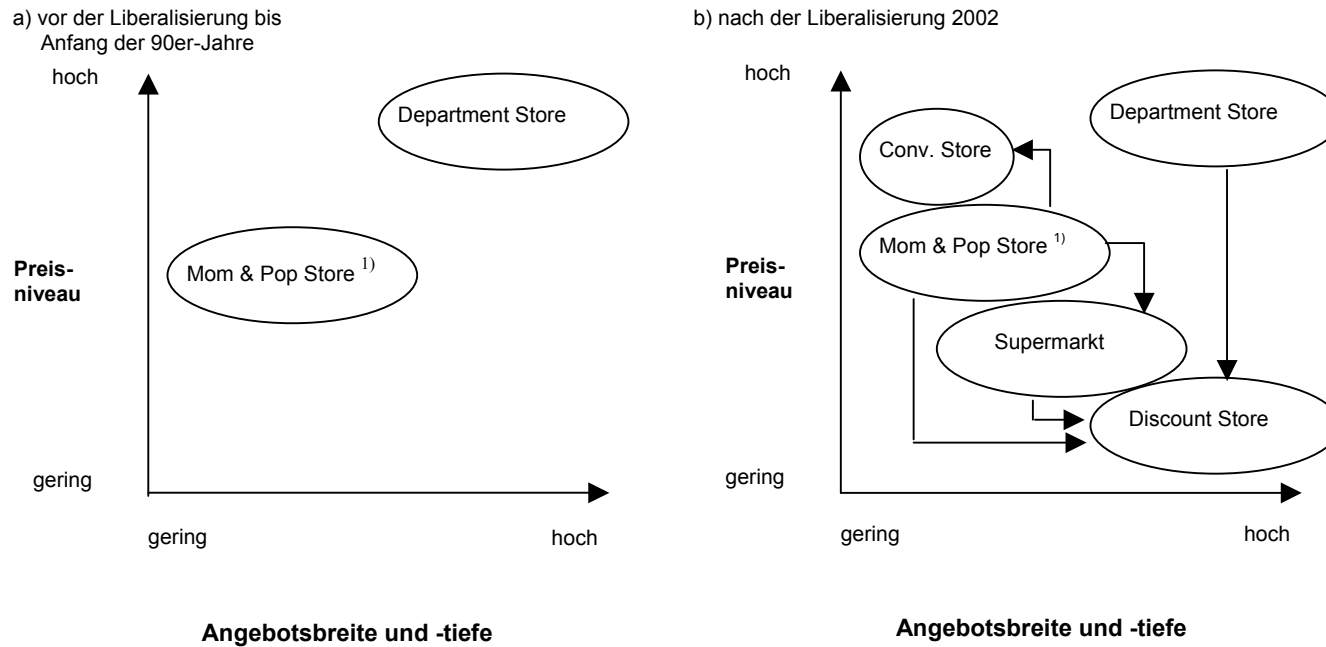 a) vor der Liberalisierung bis
Anfang der 90er-Jahre
hoch
Department Store
Mom & Pop Store 1)
Preis-
niveau
gering
gering
hoch
Angebotsbreite und -tiefe
b) nach der Liberalisierung 2002
hoch
Department Store
Conv. Store
Mom & Pop Store 1)
Preis-
niveau
Supermarkt
Discount Store
gering
gering
hoch
Angebotsbreite und -tiefe